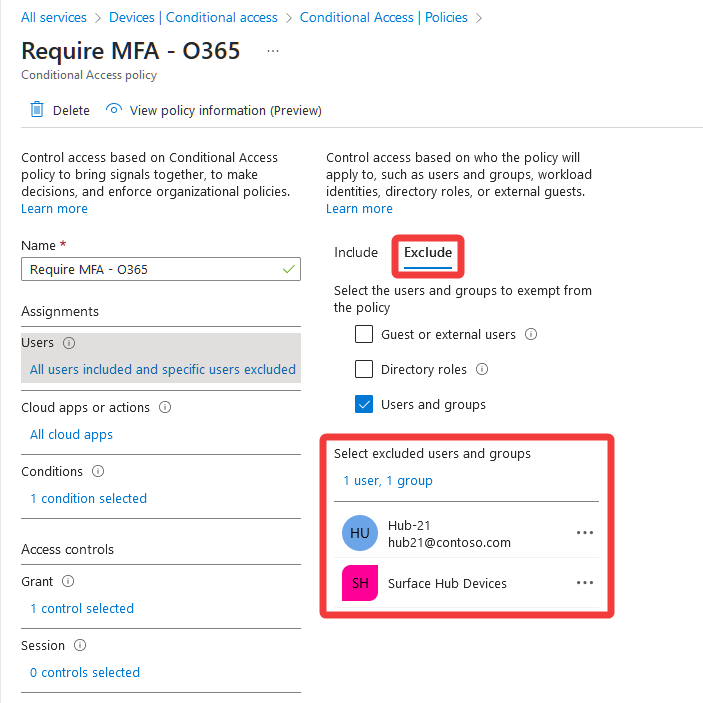 All services > Devices | Conditional access > Conditional Access | Policies >
Require MFA - O365 ...
Conditional Access policy
Delete View policy information (Preview)
Control access based on Conditional Access
policy to bring signals together, to make
decisions, and enforce organizational policies.
Learn more
Name *
Require MFA - O365
Assignments
Users
All users included and specific users excluded
Cloud apps or actions
All cloud apps
Conditions
1 condition selected
Access controls
Grant
1 control selected
Session
0 controls selected
Control access based on who the policy will
apply to, such as users and groups, workload
identities, directory roles, or external guests.
Learn more
Include Exclude
Select the users and groups to exempt from
the policy
Guest or external users
Directory roles
Users and groups
Select excluded users and groups
1 user, 1 group
HU
Hub-21
hub21@contoso.com
SH
Surface Hub Devices